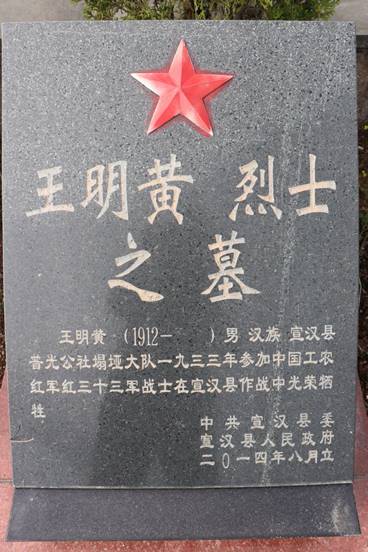 王明黄 烈士
之墓
王明黄 （1912— ） 男 汉族 宣汉县
普光公社塌垭大队一九三三年参加中国工农
红军红三十三军战士在宣汉县作战中光荣牺
牲
中共宣汉县委
宣汉县人民政府
二〇一四年八月立